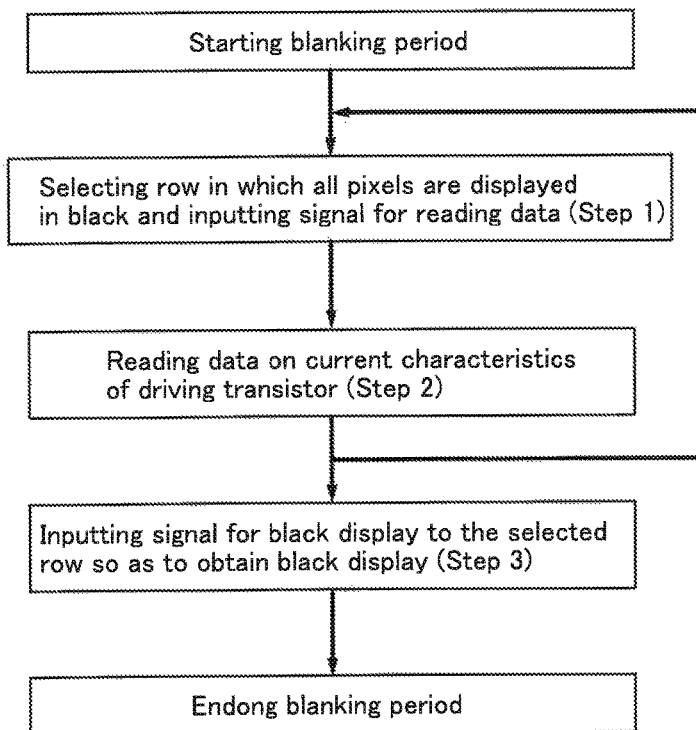 Starting blanking period
Selecting row in which all pixels are displayed
in black and inputting signal for reading data (Step 1)
Reading data on current characteristics
of driving transistor (Step 2)
Inputting signal for black display to the selected
row so as to obtain black display (Step 3)
Endong blanking period